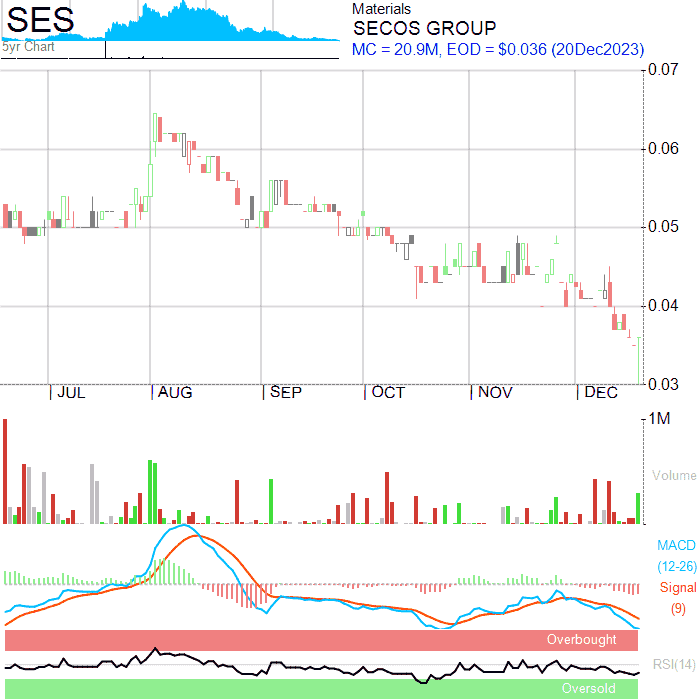 SES
5yr Chart
Materials
SECOS GROUP
MC = 20.9M, EOD = $0.036 (20Dec2023)
0.07
0.06
0.05
0.04
0.03
JUL AUG SEP OCT NOV DEC
1M
Volume
MACD
(12-26)
Signal
(9)
Overbought
RSI(14)
Oversold